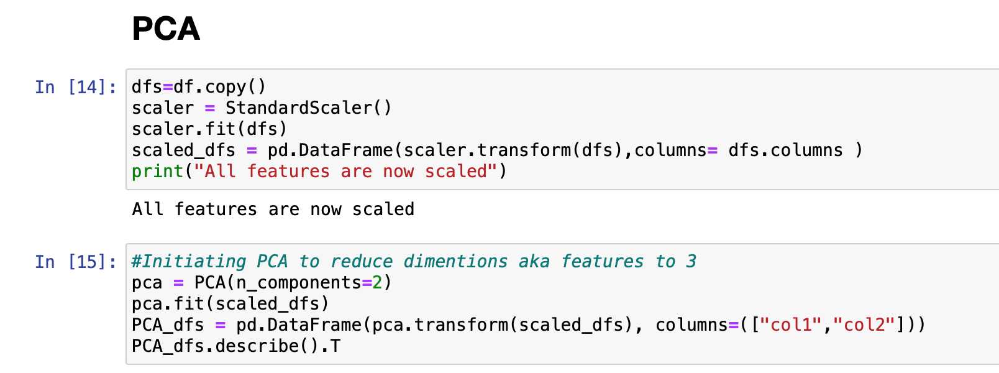 PCA
In [14]:
dfs=df.copy()
scaler = StandardScaler()
scaler.fit(dfs)
scaled_dfs = pd.DataFrame(scaler.transform(dfs),columns= dfs.columns )
print("All features are now scaled")
All features are now scaled
In [15]:
#Initiating PCA to reduce dimentions aka features to 3
pca = PCA(n_components=2)
pca.fit(scaled_dfs)
PCA_dfs = pd.DataFrame(pca.transform(scaled_dfs), columns=(["col1","col2"]))
PCA_dfs.describe().T